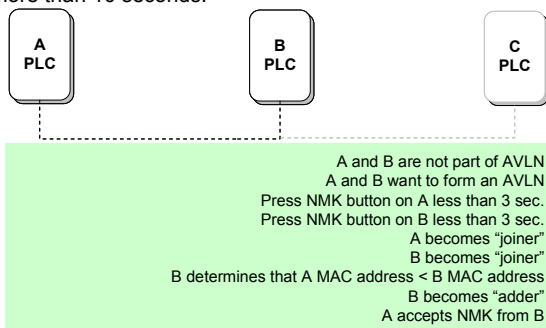 more than 10 seconds.
A
PLC
B
PLC
C
PLC
A and B are not part of AVLN
A and B want to form an AVLN
Press NMK button on A less than 3 sec.
Press NMK button on B less than 3 sec.
A becomes “joiner”
B becomes “joiner”
B determines that A MAC address < B MAC address
B becomes “adder”
A accepts NMK from B